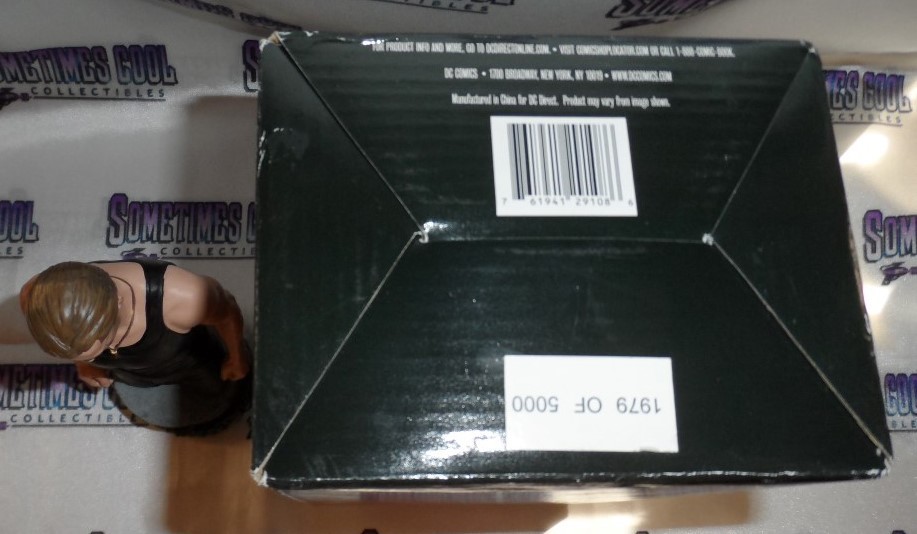 FOR PRODUCT INFO AND MORE, GO TO DCDIRECTONLINE.COM. • VISIT COMICSHOPLOCATOR.COM OR CALL 1-888-COMIC-BOOK.
DC COMICS • 1700 BROADWAY, NEW YORK, NY 10019 • WWW.DCCOMICS.COM
Manufactured in China for DC Direct. Product may vary from image shown.
7 61941 29108 6
1979 OF 5000
SOMETIMES COOL
COLLECTIBLES